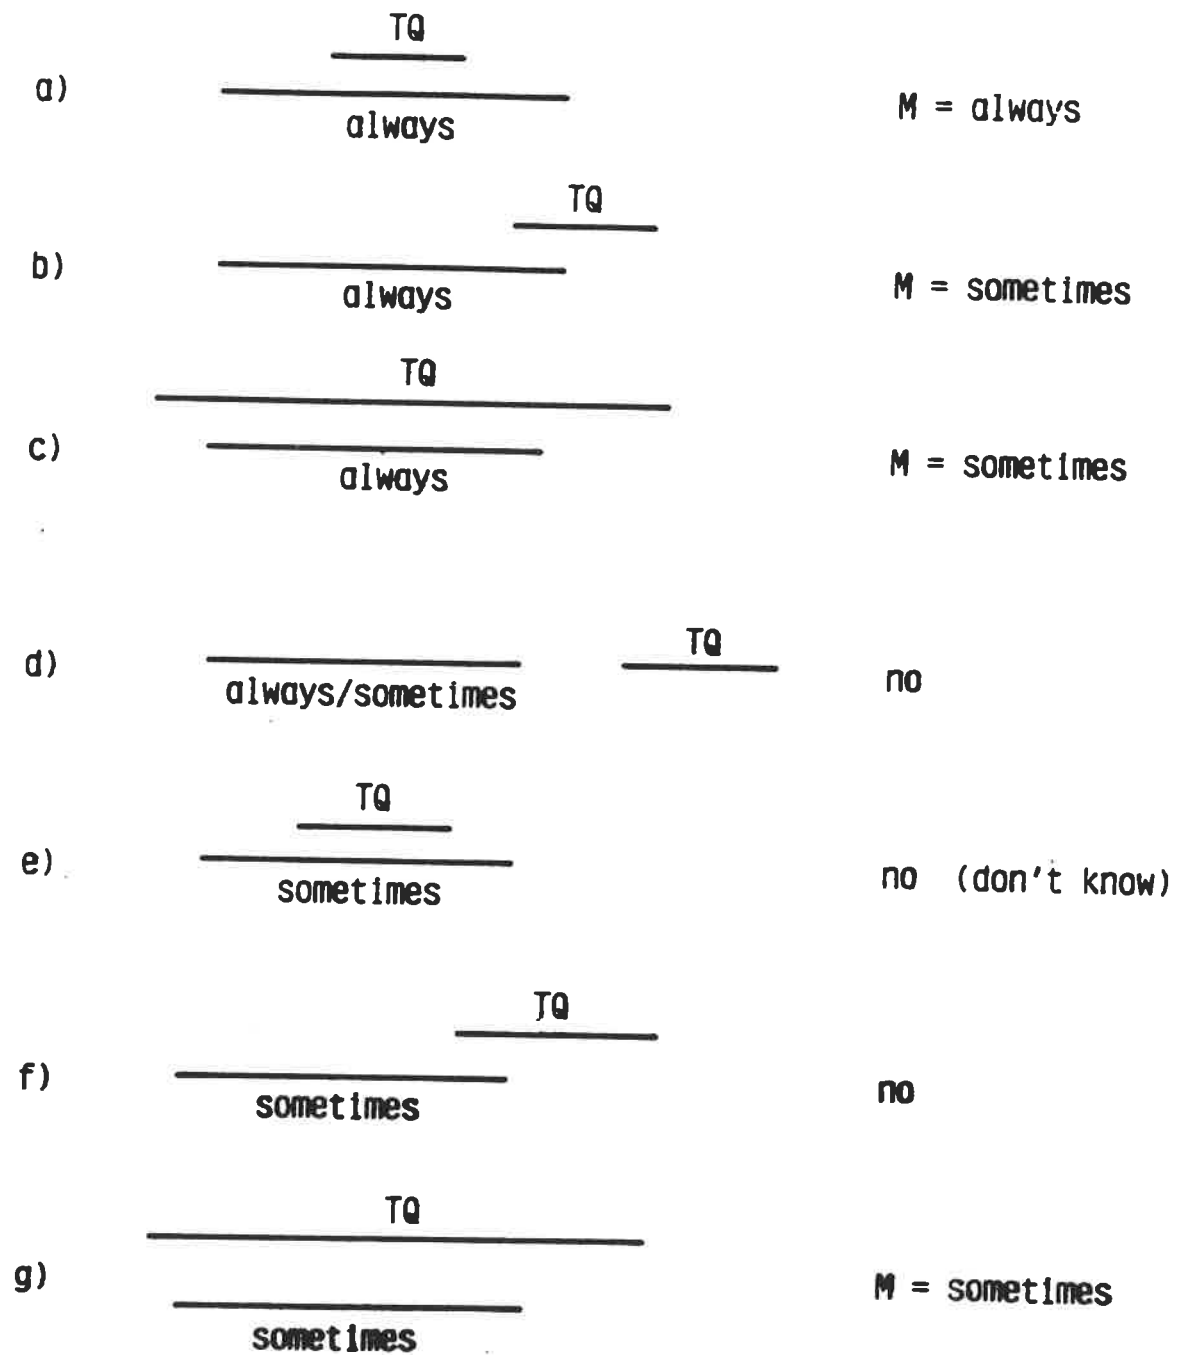 TQ
a)
always
M = always
TQ
b)
always
M = sometimes
TQ
c)
always
M = sometimes
TQ
d)
always/sometimes
no
TQ
e)
sometimes
no (don't know)
TQ
f)
sometimes
no
TQ
g)
sometimes
M = sometimes